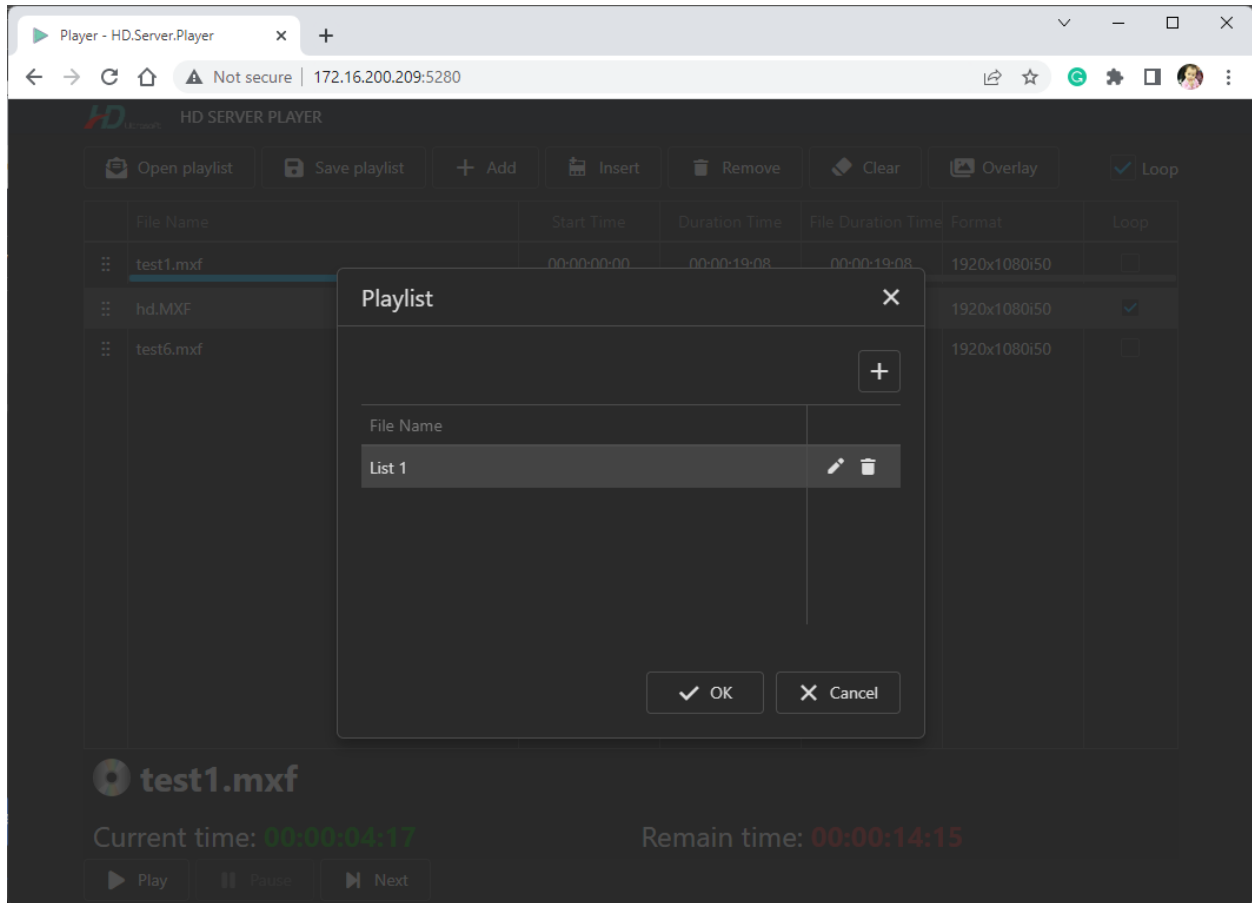 Player - HD.Server.Player
Not secure | 172.16.200.209:5280
HD SERVER PLAYER
Open playlist Save playlist Add Insert Remove Clear Overlay Loop
File Name Start Time Duration Time File Duration Time Format Loop
test1.mxf 00:00:00:00 00:00:19:08 00:00:19:08 1920x1080i50
hd.MXF 1920x1080i50
test6.mxf 1920x1080i50
Playlist
File Name
List 1
OK Cancel
test1.mxf
Current time: 00:00:04:17 Remain time: 00:00:14:15
Play Pause Next